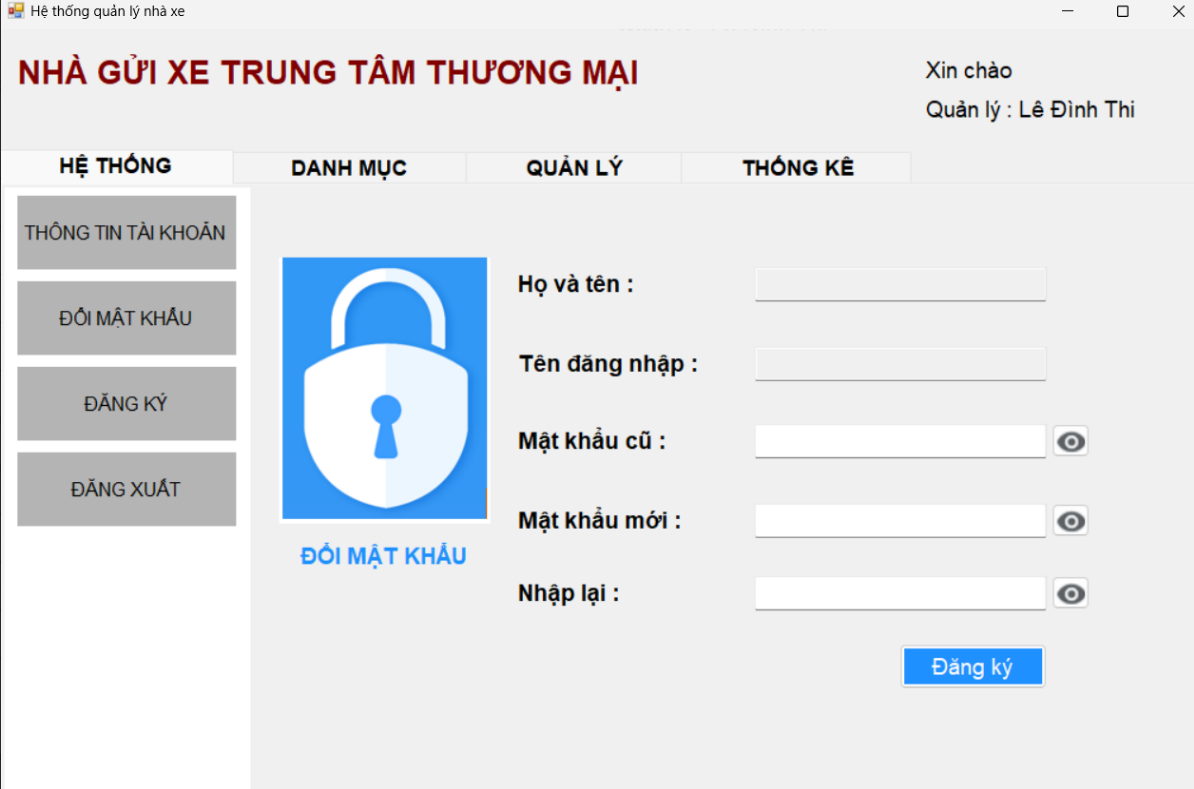 Hệ thống quản lý nhà xe
NHÀ GỬI XE TRUNG TÂM THƯƠNG MẠI
Xin chào
Quản lý : Lê Đình Thi
HỆ THỐNG
DANH MỤC
QUẢN LÝ
THỐNG KÊ
THÔNG TIN TÀI KHOẢN
ĐỔI MẬT KHẨU
ĐĂNG KÝ
ĐĂNG XUẤT
ĐỔI MẬT KHẨU
Họ và tên :
Tên đăng nhập :
Mật khẩu cũ :
Mật khẩu mới :
Nhập lại :
Đăng ký